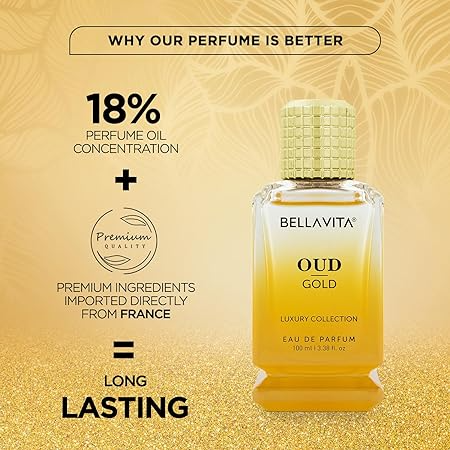 WHY OUR PERFUME IS BETTER
18%
PERFUME OIL
CONCENTRATION
+
Premium
QUALITY
PREMIUM INGREDIENTS
IMPORTED DIRECTLY
FROM FRANCE
=
LONG
LASTING
BELLAVITA®
OUD
GOLD
LUXURY COLLECTION
EAU DE PARFUM
100 ml | 3.38 fl. oz